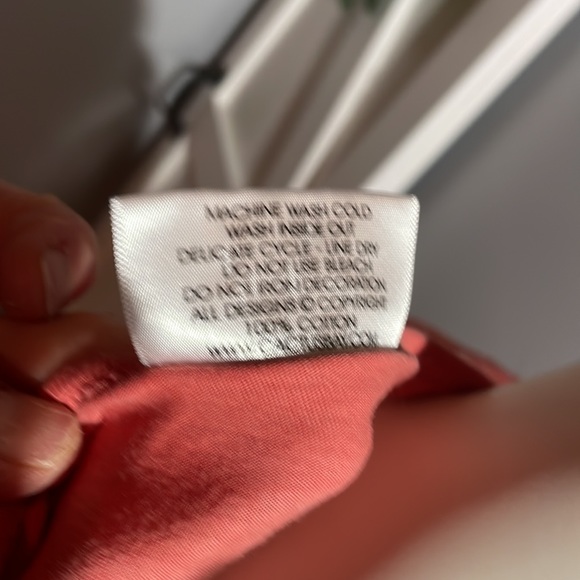 MACHINE WASH COLD
WASH INSIDE OUT
DELICATE CYCLE - LINE DRY
DO NOT USE BLEACH
DO NOT IRON DECORATION
ALL DESIGNS © COPYRIGHT
100% COTTON